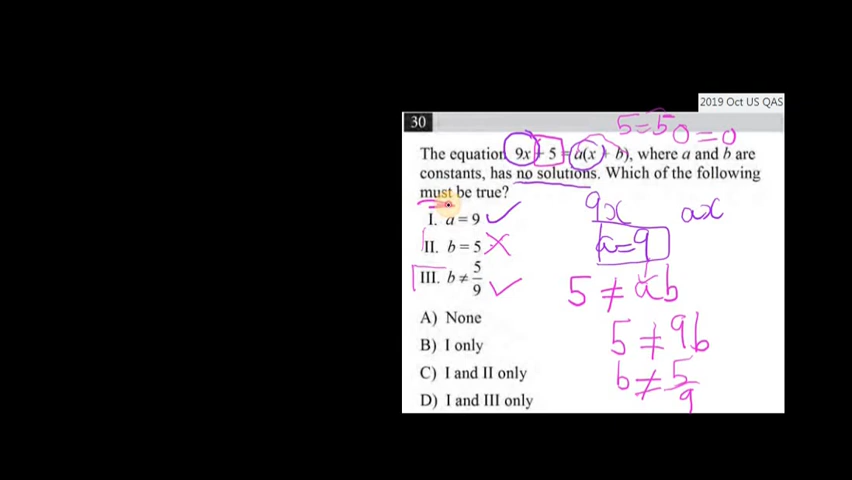 2019 Oct US QAS
30
5=5 0=0
The equation 9x + 5 = a(x + b), where a and b are
constants, has no solutions. Which of the following
must be true?
9x ax
I. a = 9 ✓
a=9
II. b = 5 ✗
III. b ≠ 5/9 ✓
5 ≠ ab
A) None
5 ≠ 9b
B) I only
C) I and II only
b ≠ 5/9
D) I and III only